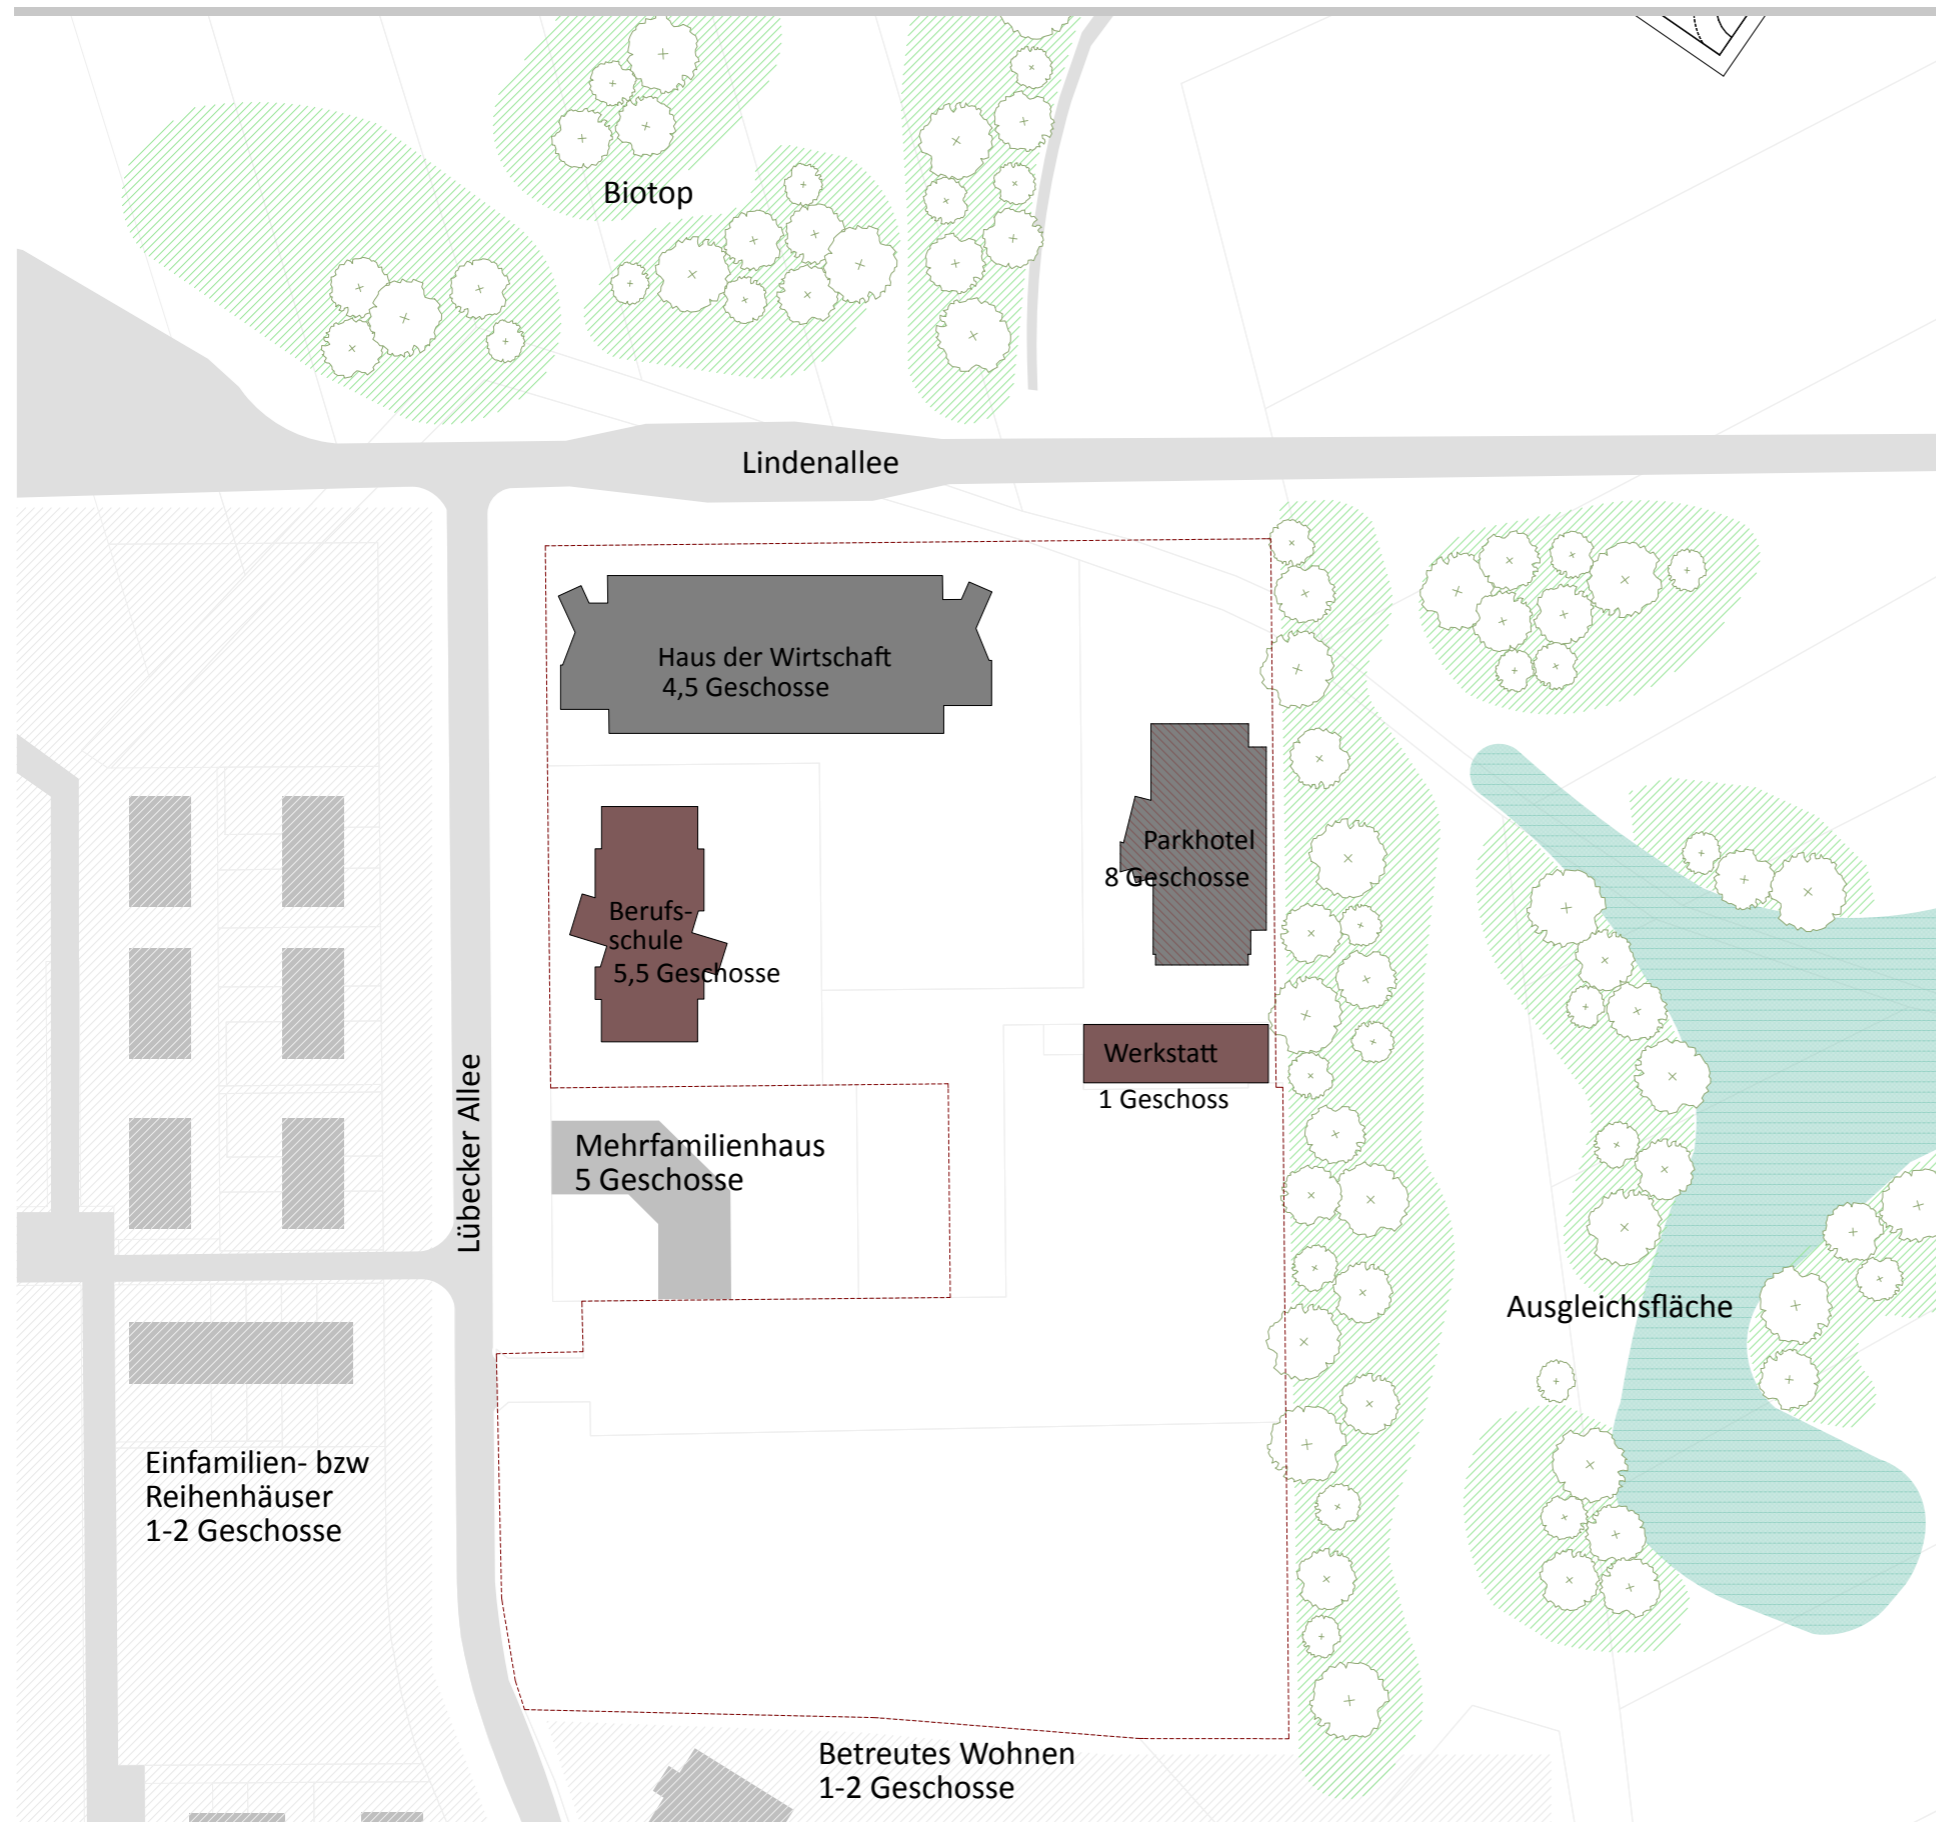 Biotop
Lindenallee
Haus der Wirtschaft
4,5 Geschosse
Parkhotel
8 Geschosse
Berufs-
schule
5,5 Geschosse
Werkstatt
1 Geschoss
Lübecker Allee
Mehrfamilienhaus
5 Geschosse
Ausgleichsfläche
Einfamilien- bzw
Reihenhäuser
1-2 Geschosse
Betreutes Wohnen
1-2 Geschosse